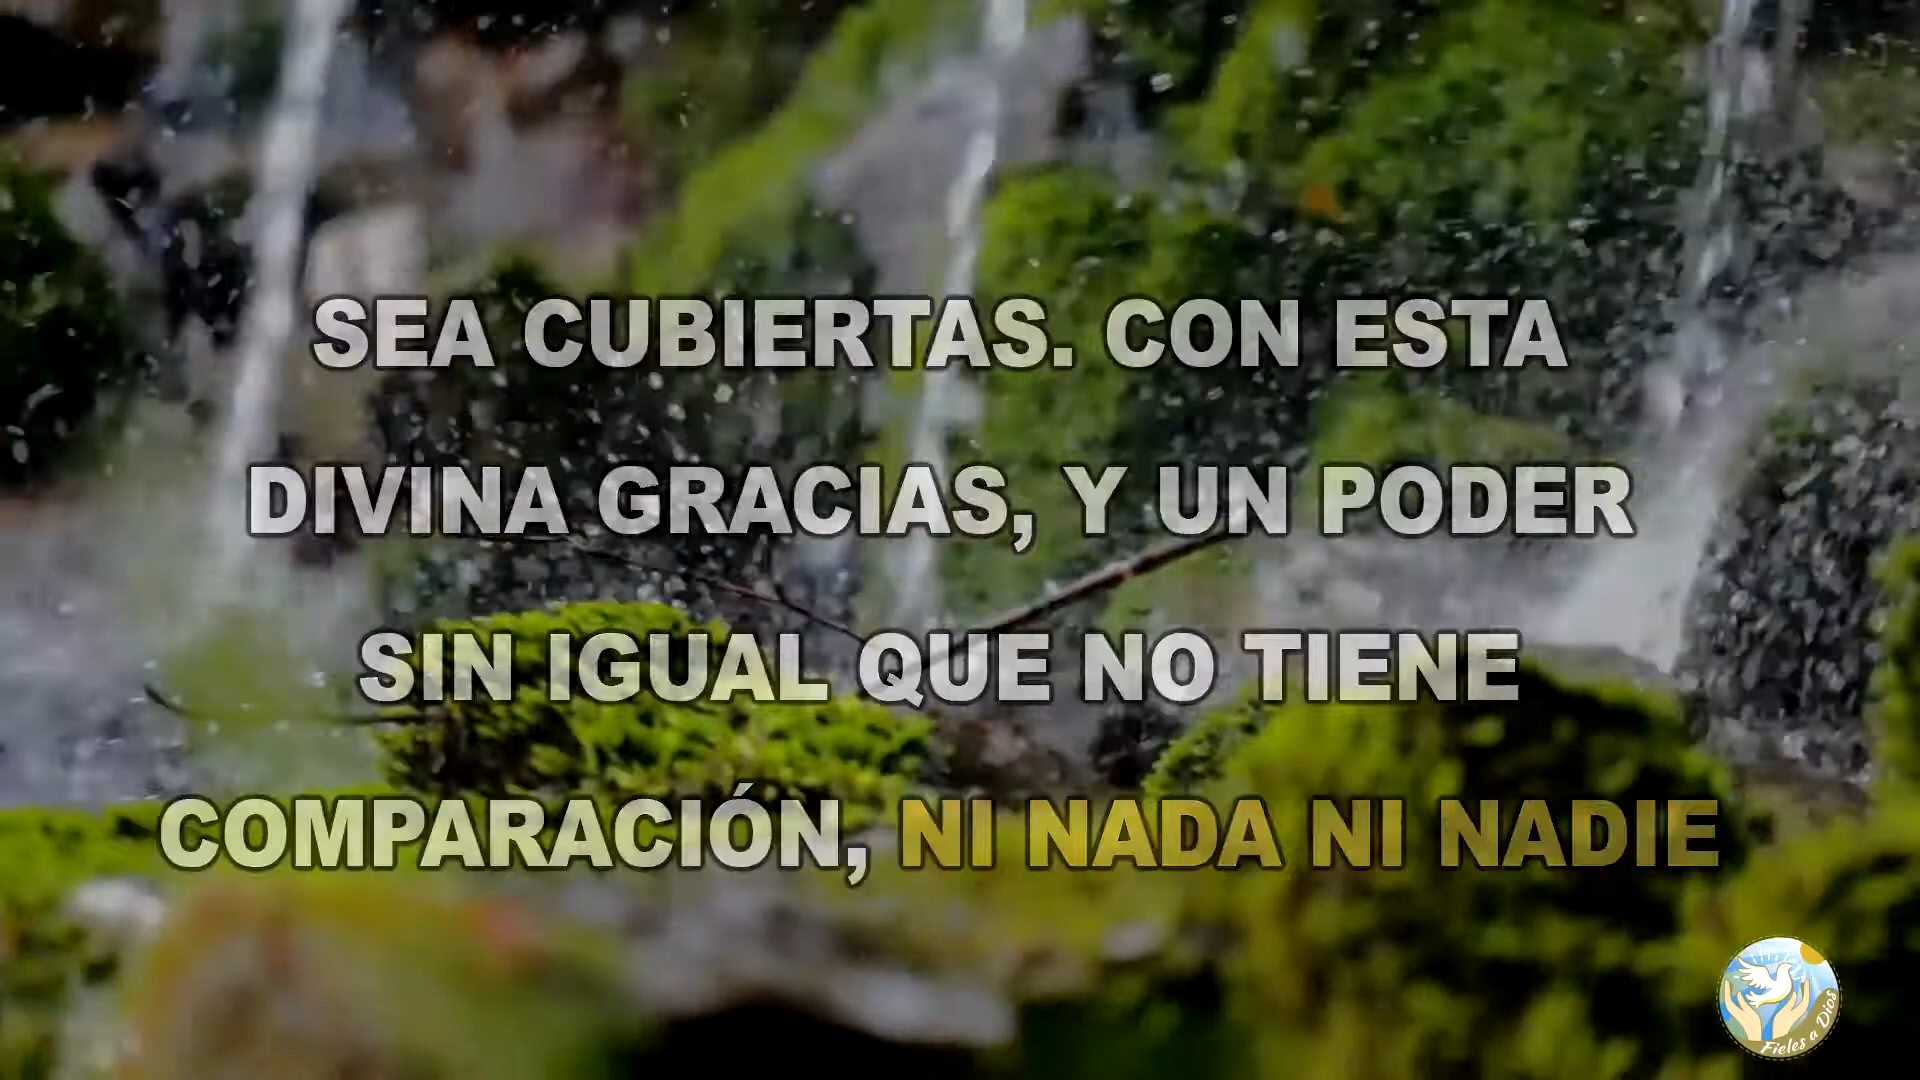 SEA CUBIERTAS. CON ESTA
DIVINA GRACIAS, Y UN PODER
SIN IGUAL QUE NO TIENE
COMPARACIÓN, NI NADA NI NADIE
Fieles a Dios